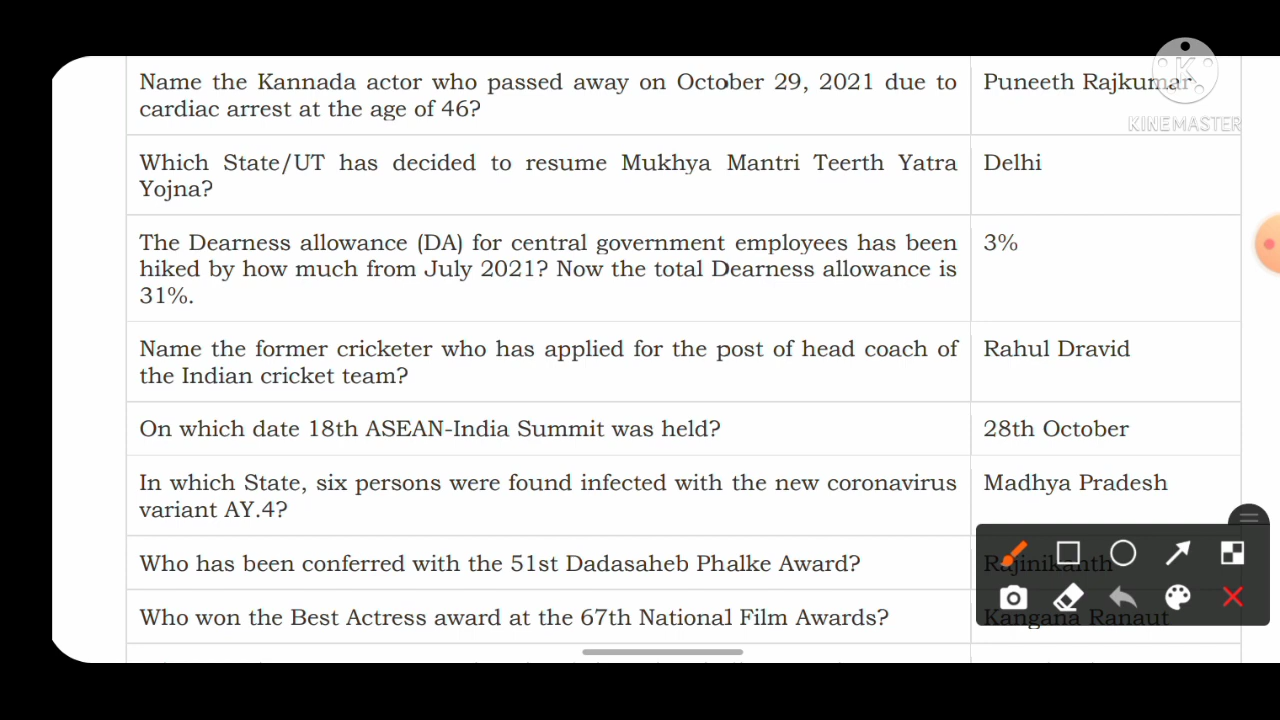 Name the Kannada actor who passed away on October 29, 2021 due to
cardiac arrest at the age of 46?
Puneeth Rajkumar
KINEMASTER
Which State/UT has decided to resume Mukhya Mantri Teerth Yatra
Yojna?
Delhi
The Dearness allowance (DA) for central government employees has been
hiked by how much from July 2021? Now the total Dearness allowance is
31%.
3%
Name the former cricketer who has applied for the post of head coach of
the Indian cricket team?
Rahul Dravid
On which date 18th ASEAN-India Summit was held?
28th October
In which State, six persons were found infected with the new coronavirus
variant AY.4?
Madhya Pradesh
Who has been conferred with the 51st Dadasaheb Phalke Award?
Rajinikanth
Who won the Best Actress award at the 67th National Film Awards?
Kangana Ranaut